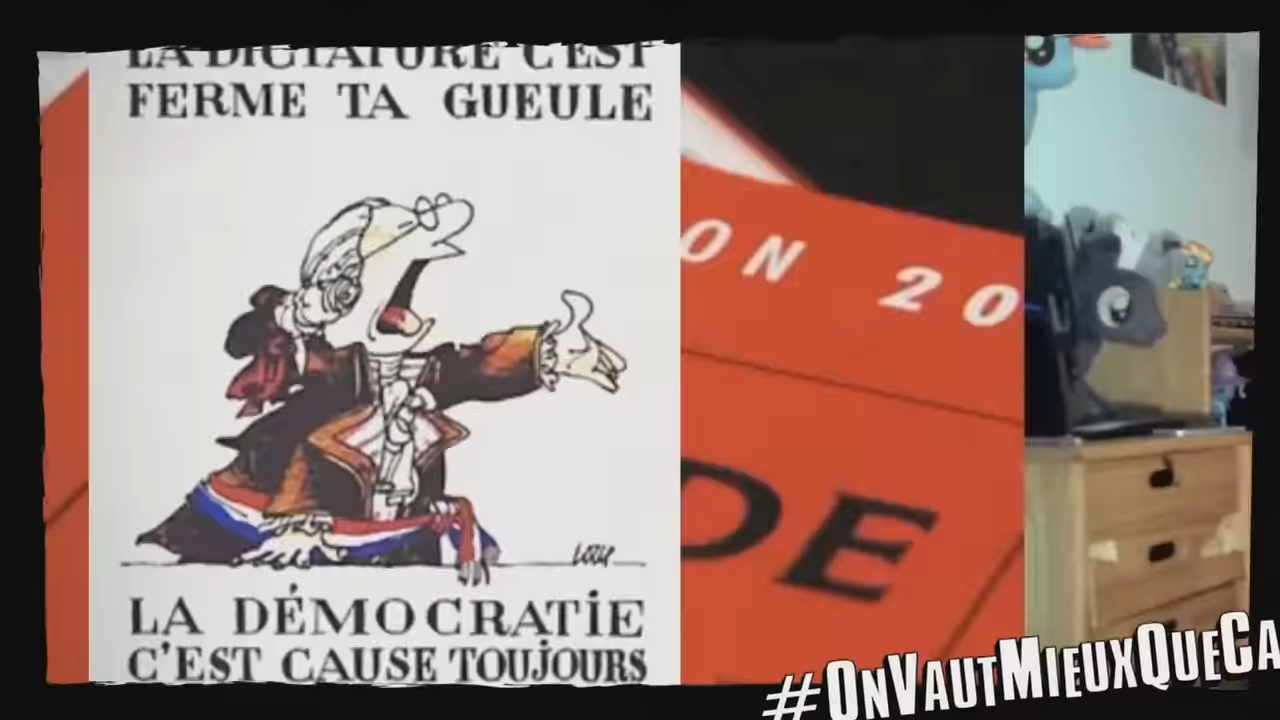 LA DICTATURE C'EST
FERME TA GUEULE
ON 20
DE
LA DÉMOCRATIE
C'EST CAUSE TOUJOURS
#ONVAUTMIEUXQUECA